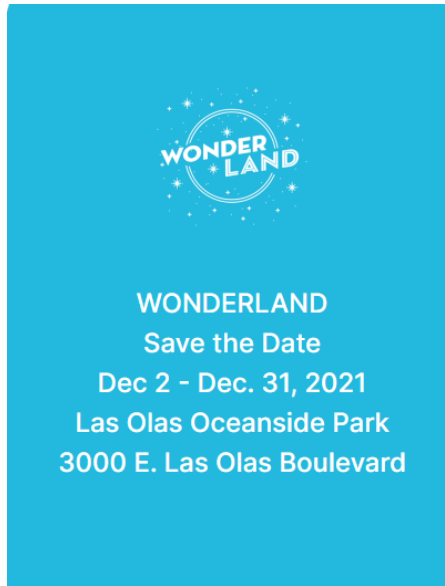 WONDER
LAND
WONDERLAND
Save the Date
Dec 2 - Dec. 31, 2021
Las Olas Oceanside Park
3000 E. Las Olas Boulevard